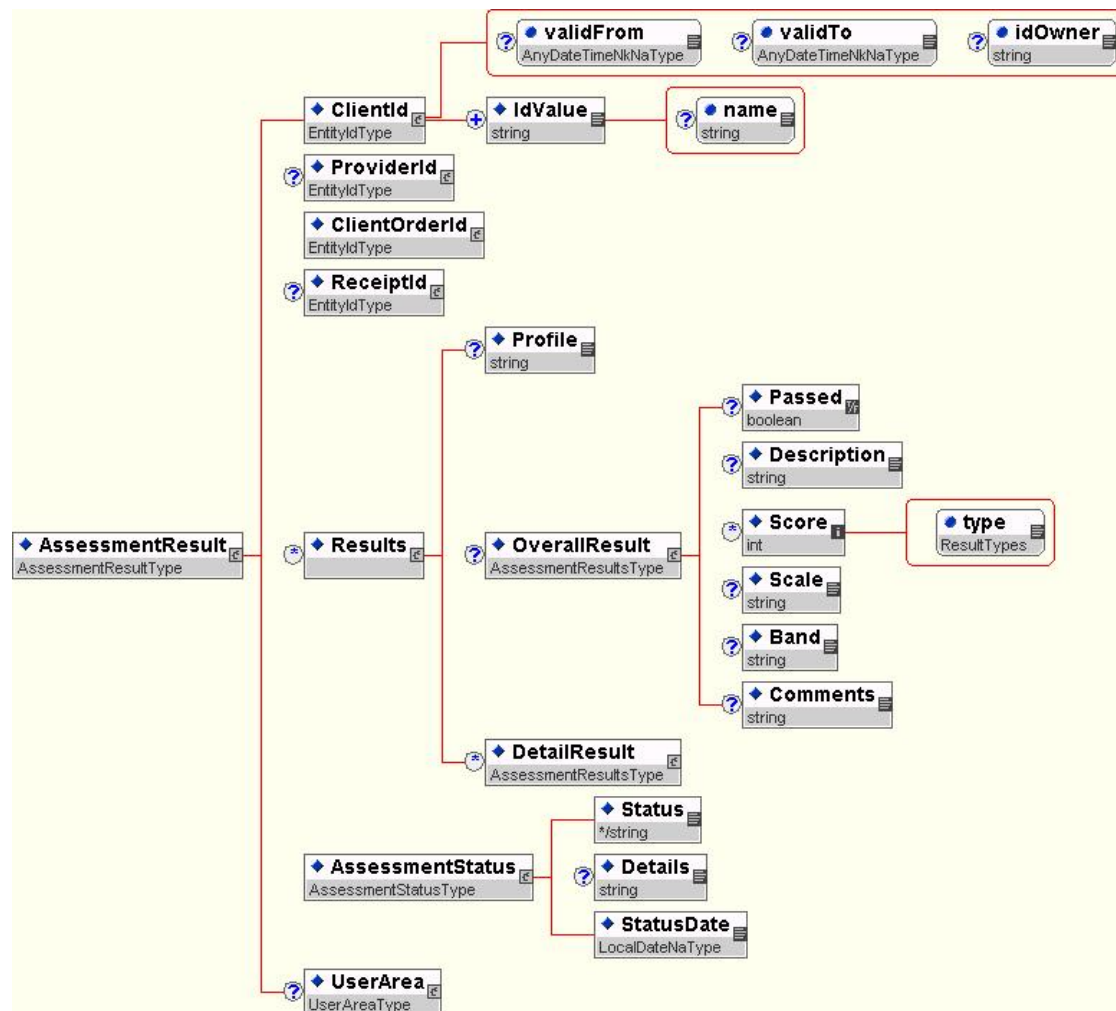 validFrom
AnyDateTimeNkNaType
validTo
AnyDateTimeNkNaType
idOwner
string
ClientId
EntityIdType
IdValue
string
name
string
ProviderId
EntityIdType
ClientOrderId
EntityIdType
ReceiptId
EntityIdType
Profile
string
Passed
boolean
Description
string
AssessmentResult
AssessmentResultType
Results
OverallResult
AssessmentResultsType
Score
int
type
ResultTypes
Scale
string
Band
string
Comments
string
DetailResult
AssessmentResultsType
Status
*/string
AssessmentStatus
AssessmentStatusType
Details
string
StatusDate
LocalDateNaType
UserArea
UserAreaType